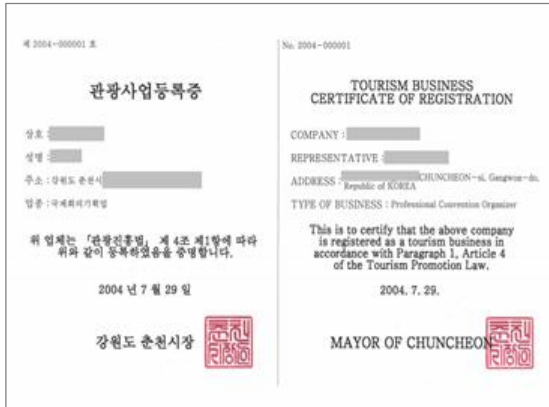 제 2004-000001 호
관광사업등록증
상호 :
성명 :
주소 : 강원도 춘천시
업종 : 국제회의기획업
위 업체는 「관광진흥법」 제 4조 제1항에 따라
위와 같이 등록하였음을 증명합니다.
2004 년 7 월 29 일
강원도 춘천시장
No. 2004-000001
TOURISM BUSINESS
CERTIFICATE OF REGISTRATION
COMPANY :
REPRESENTATIVE :
ADDRESS : CHUNCHEON-si, Gangwon-do,
Republic of KOREA
TYPE OF BUSINESS : Professional Convention Organizer
This is to certify that the above company
is registered as a tourism business in
accordance with Paragraph 1, Article 4
of the Tourism Promotion Law.
2004. 7. 29.
MAYOR OF CHUNCHEON